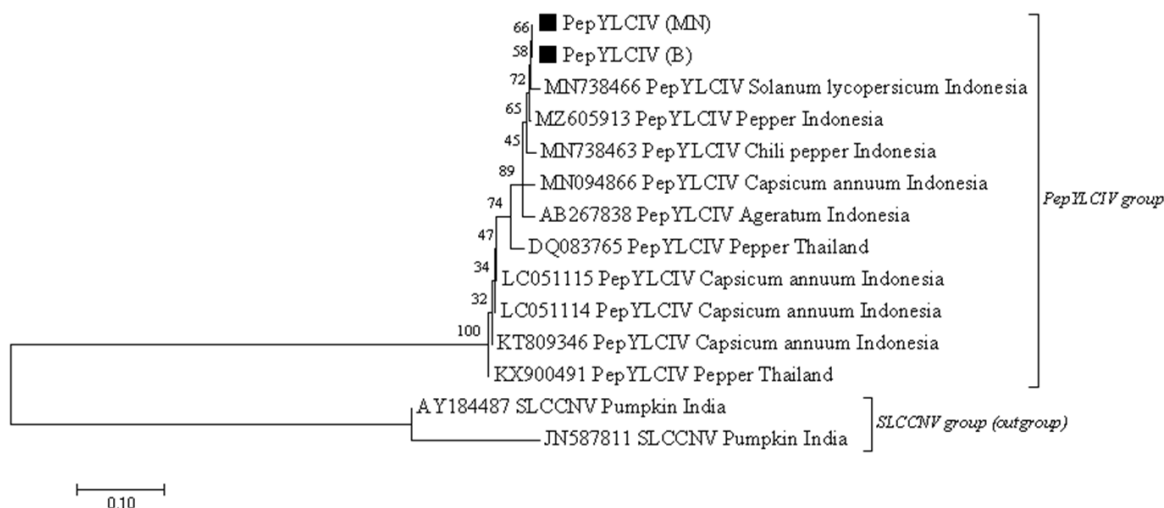 66
PepYLCIV (MN)
58
PepYLCIV (B)
72
MN738466 PepYLCIV Solanum lycopersicum Indonesia
65
MZ605913 PepYLCIV Pepper Indonesia
45
MN738463 PepYLCIV Chili pepper Indonesia
89
MN094866 PepYLCIV Capsicum annuum Indonesia
PepYLCIV group
74
AB267838 PepYLCIV Ageratum Indonesia
47
DQ083765 PepYLCIV Pepper Thailand
34
LC051115 PepYLCIV Capsicum annuum Indonesia
32
LC051114 PepYLCIV Capsicum annuum Indonesia
100
KT809346 PepYLCIV Capsicum annuum Indonesia
KX900491 PepYLCIV Pepper Thailand
AY184487 SLCCNV Pumpkin India
SLCCNV group (outgroup)
JN587811 SLCCNV Pumpkin India
0.10